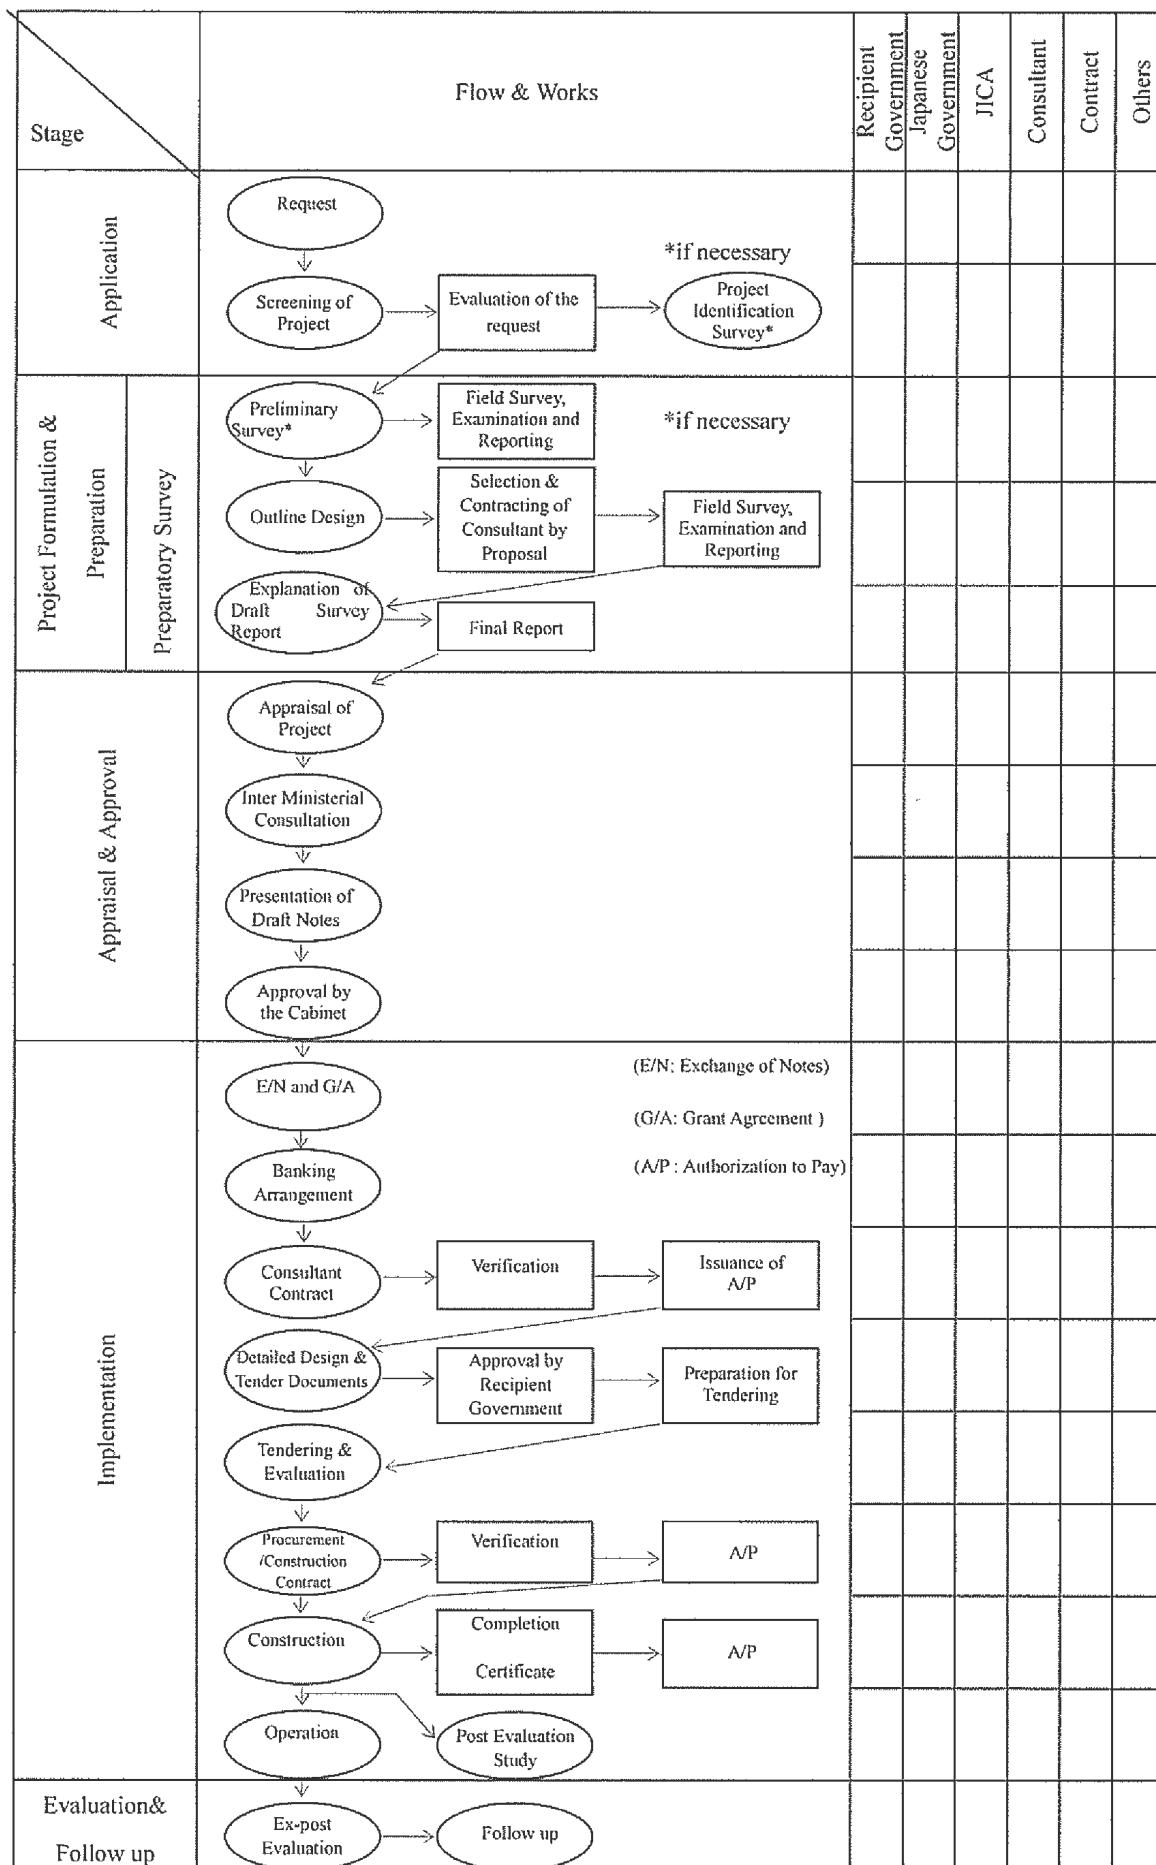 Stage
Flow & Works
Recipient
Government
Japanese
Government
JICA
Consultant
Contract
Others
Application
Request
*if necessary
Screening of
Project
Evaluation of the
request
Project
Identification
Survey*
Project Formulation &
Preparation
Preparatory Survey
Preliminary
Survey*
Field Survey,
Examination and
Reporting
*if necessary
Outline Design
Selection &
Contracting of
Consultant by
Proposal
Field Survey,
Examination and
Reporting
Explanation of
Draft Survey
Report
Final Report
Appraisal & Approval
Appraisal of
Project
Inter Ministerial
Consultation
Presentation of
Draft Notes
Approval by
the Cabinet
Implementation
E/N and G/A
(E/N: Exchange of Notes)
(G/A: Grant Agreement )
(A/P : Authorization to Pay)
Banking
Arrangement
Consultant
Contract
Verification
Issuance of
A/P
Detailed Design &
Tender Documents
Approval by
Recipient
Government
Preparation for
Tendering
Tendering &
Evaluation
Procurement
/Construction
Contract
Verification
A/P
Construction
Completion
Certificate
A/P
Operation
Post Evaluation
Study
Evaluation&
Follow up
Ex-post
Evaluation
Follow up